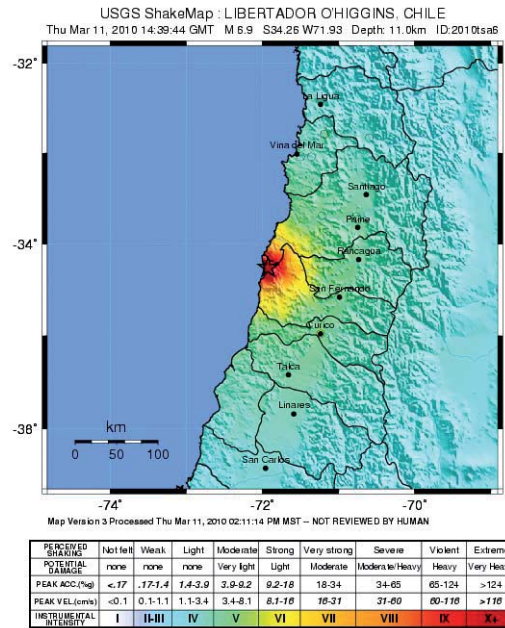 USGS ShakeMap : LIBERTADOR O'HIGGINS, CHILE
Thu Mar 11, 2010 14:39:44 GMT M 6.9 S34.26 W71.93 Depth: 11.0km ID:2010tsa6
-32°
La Ligua
Vina del Mar
Santiago
Paine
-34°
Rancagua
San Fernando
Curico
Talca
Linares
-38°
km
0 50 100
San Carlos
-74° -72° -70°
Map Version 3 Processed Thu Mar 11, 2010 02:11:14 PM MST -- NOT REVIEWED BY HUMAN
PERCEIVED SHAKING Not felt Weak Light Moderate Strong Very strong Severe Violent Extreme
POTENTIAL DAMAGE none none none Very light Light Moderate Moderate/Heavy Heavy Very Heavy
PEAK ACC.(%g) <.17 .17-1.4 1.4-3.9 3.9-9.2 9.2-18 18-34 34-65 65-124 >124
PEAK VEL.(cm/s) <0.1 0.1-1.1 1.1-3.4 3.4-8.1 8.1-16 16-31 31-60 60-116 >116
INSTRUMENTAL INTENSITY I II-III IV V VI VII VIII IX X+